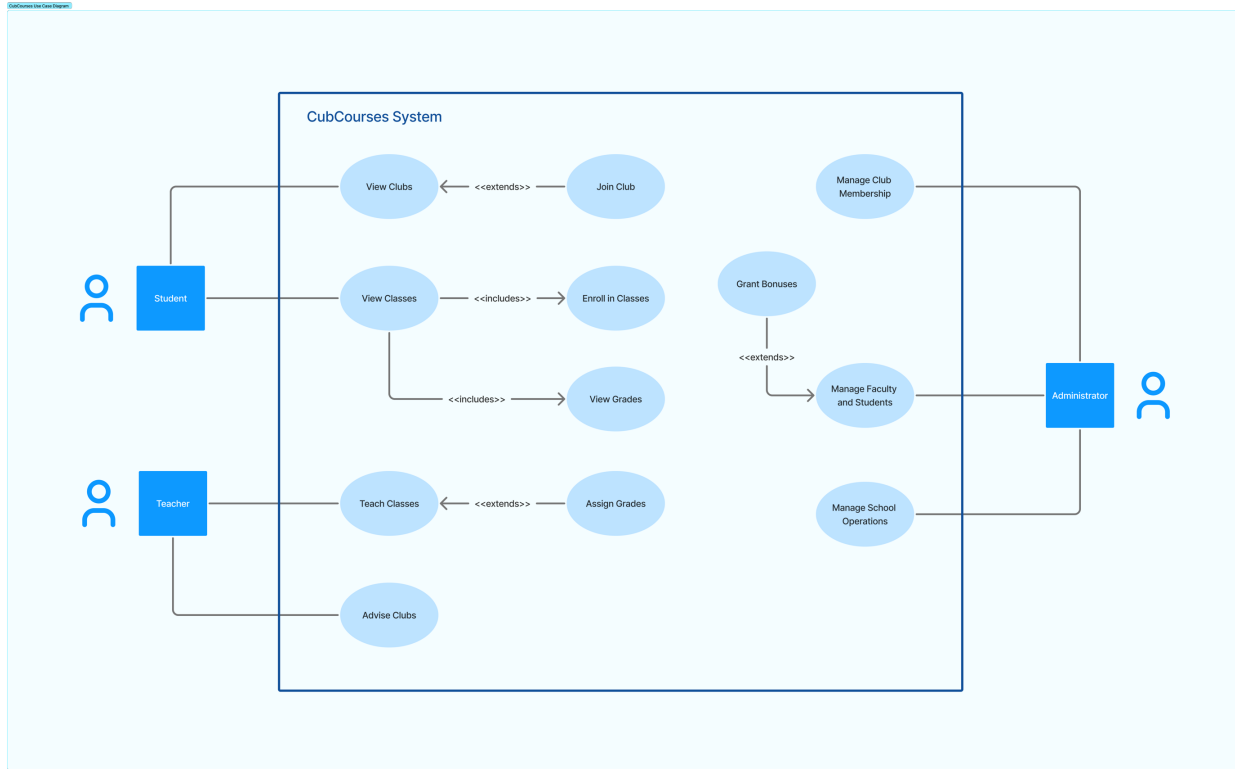 CubCourses Use Case Diagram
CubCourses System
View Clubs
<<extends>>
Join Club
Manage Club
Membership
Student
View Classes
<<includes>>
Enroll in Classes
Grant Bonuses
<<extends>>
<<includes>>
View Grades
Manage Faculty
and Students
Administrator
Teacher
Teach Classes
<<extends>>
Assign Grades
Manage School
Operations
Advise Clubs